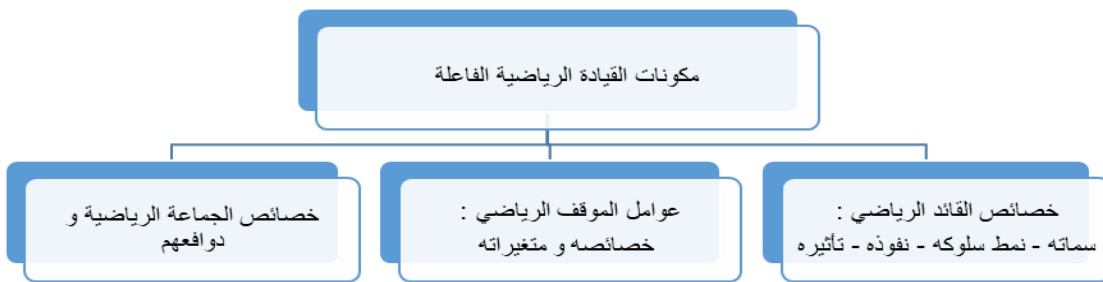 مكونات القيادة الرياضية الفاعلة
خصائص القائد الرياضي :
سماته - نمط سلوكه - نفوذه - تأثيره
عوامل الموقف الرياضي :
خصائصه و متغيراته
خصائص الجماعة الرياضية و
دوافعهم